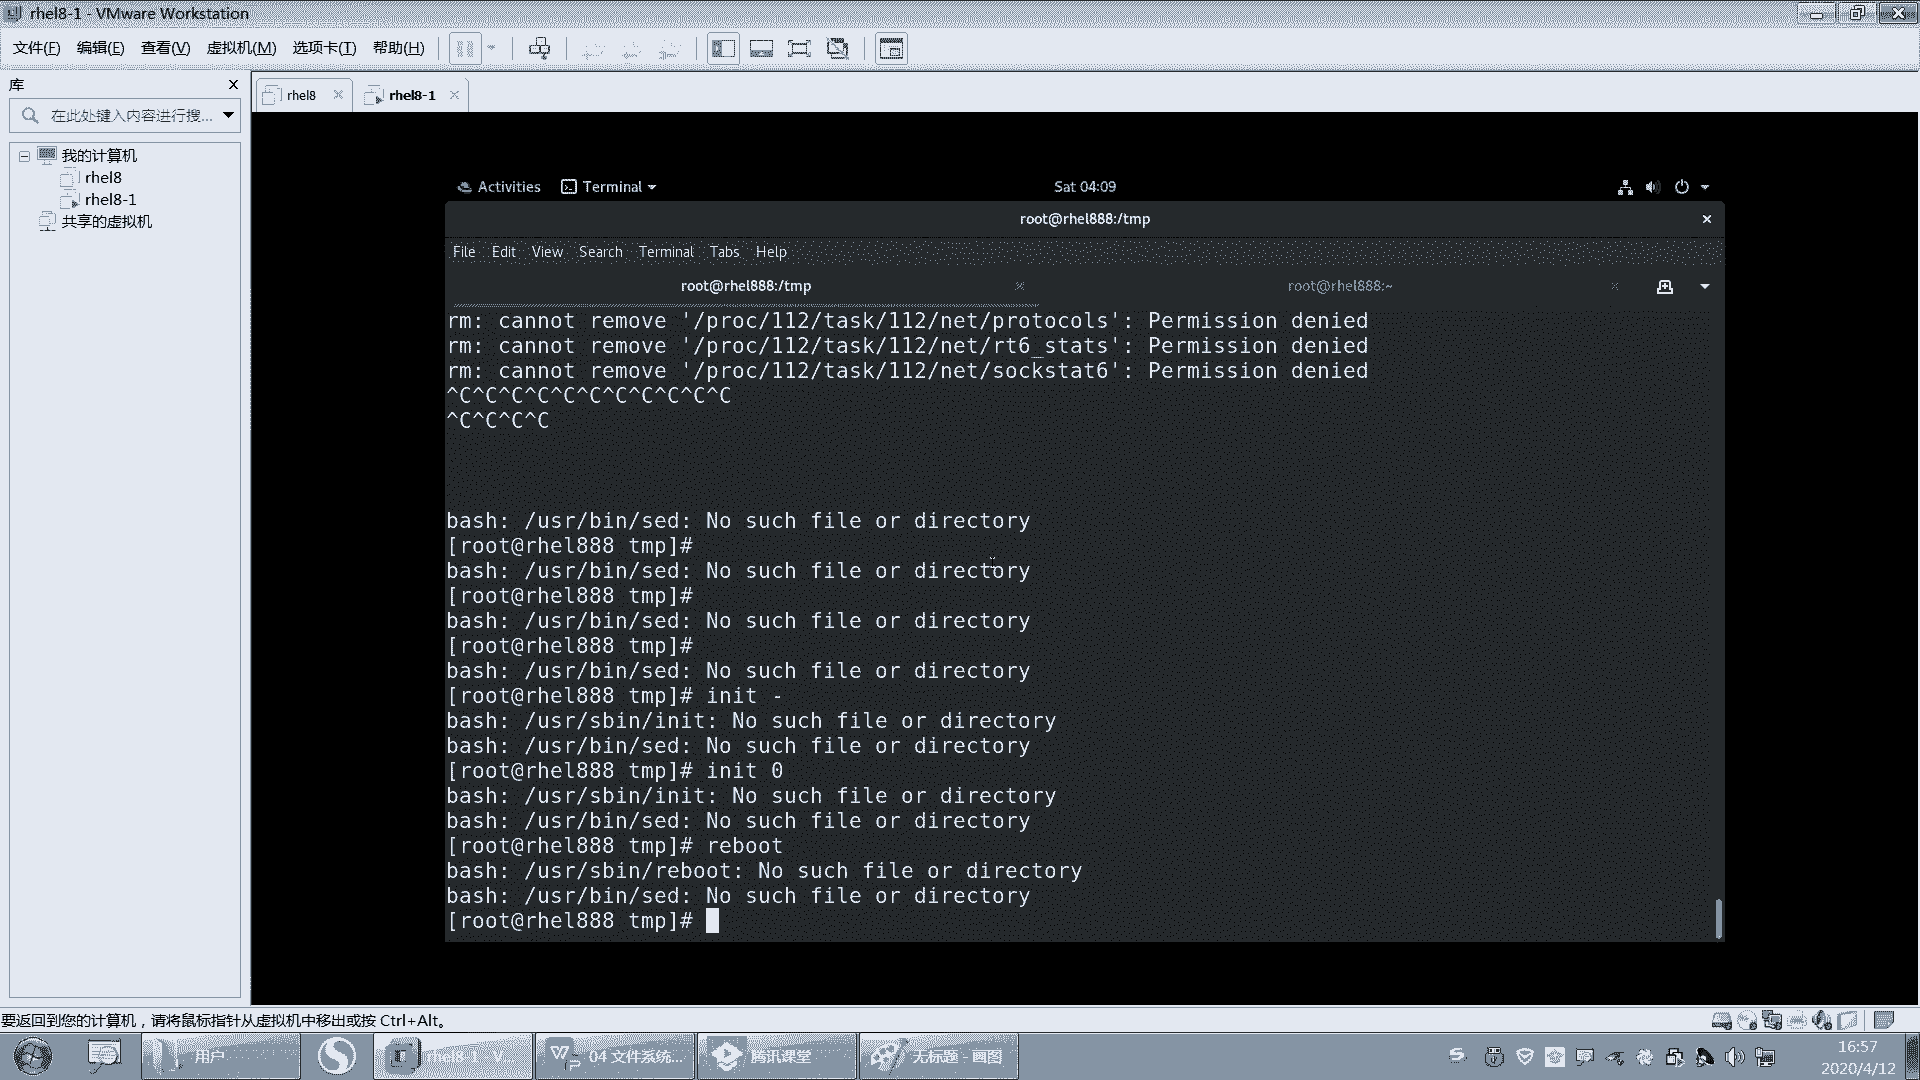 rhel8-1 - VMware Workstation
文件(F) 编辑(E) 查看(V) 虚拟机(M) 选项卡(T) 帮助(H)
库
在此处键入内容进行搜...
我的计算机
rhel8
rhel8-1
共享的虚拟机
rhel8 rhel8-1
Activities Terminal Sat 04:09
root@rhel888:/tmp
File Edit View Search Terminal Tabs Help
root@rhel888:/tmp root@rhel888:~
rm: cannot remove '/proc/112/task/112/net/protocols': Permission denied
rm: cannot remove '/proc/112/task/112/net/rt6_stats': Permission denied
rm: cannot remove '/proc/112/task/112/net/sockstat6': Permission denied
^C^C^C^C^C^C^C^C^C^C^C
^C^C^C^C
bash: /usr/bin/sed: No such file or directory
[root@rhel888 tmp]#
bash: /usr/bin/sed: No such file or directory
[root@rhel888 tmp]#
bash: /usr/bin/sed: No such file or directory
[root@rhel888 tmp]#
bash: /usr/bin/sed: No such file or directory
[root@rhel888 tmp]# init -
bash: /usr/sbin/init: No such file or directory
bash: /usr/bin/sed: No such file or directory
[root@rhel888 tmp]# init 0
bash: /usr/sbin/init: No such file or directory
bash: /usr/bin/sed: No such file or directory
[root@rhel888 tmp]# reboot
bash: /usr/sbin/reboot: No such file or directory
bash: /usr/bin/sed: No such file or directory
[root@rhel888 tmp]#
要返回到您的计算机，请将鼠标指针从虚拟机中移出或按 Ctrl+Alt。
用户 rhel8-1 - V... 04 文件系统... 腾讯课堂 无标题 - 画图
16:57
2020/4/12